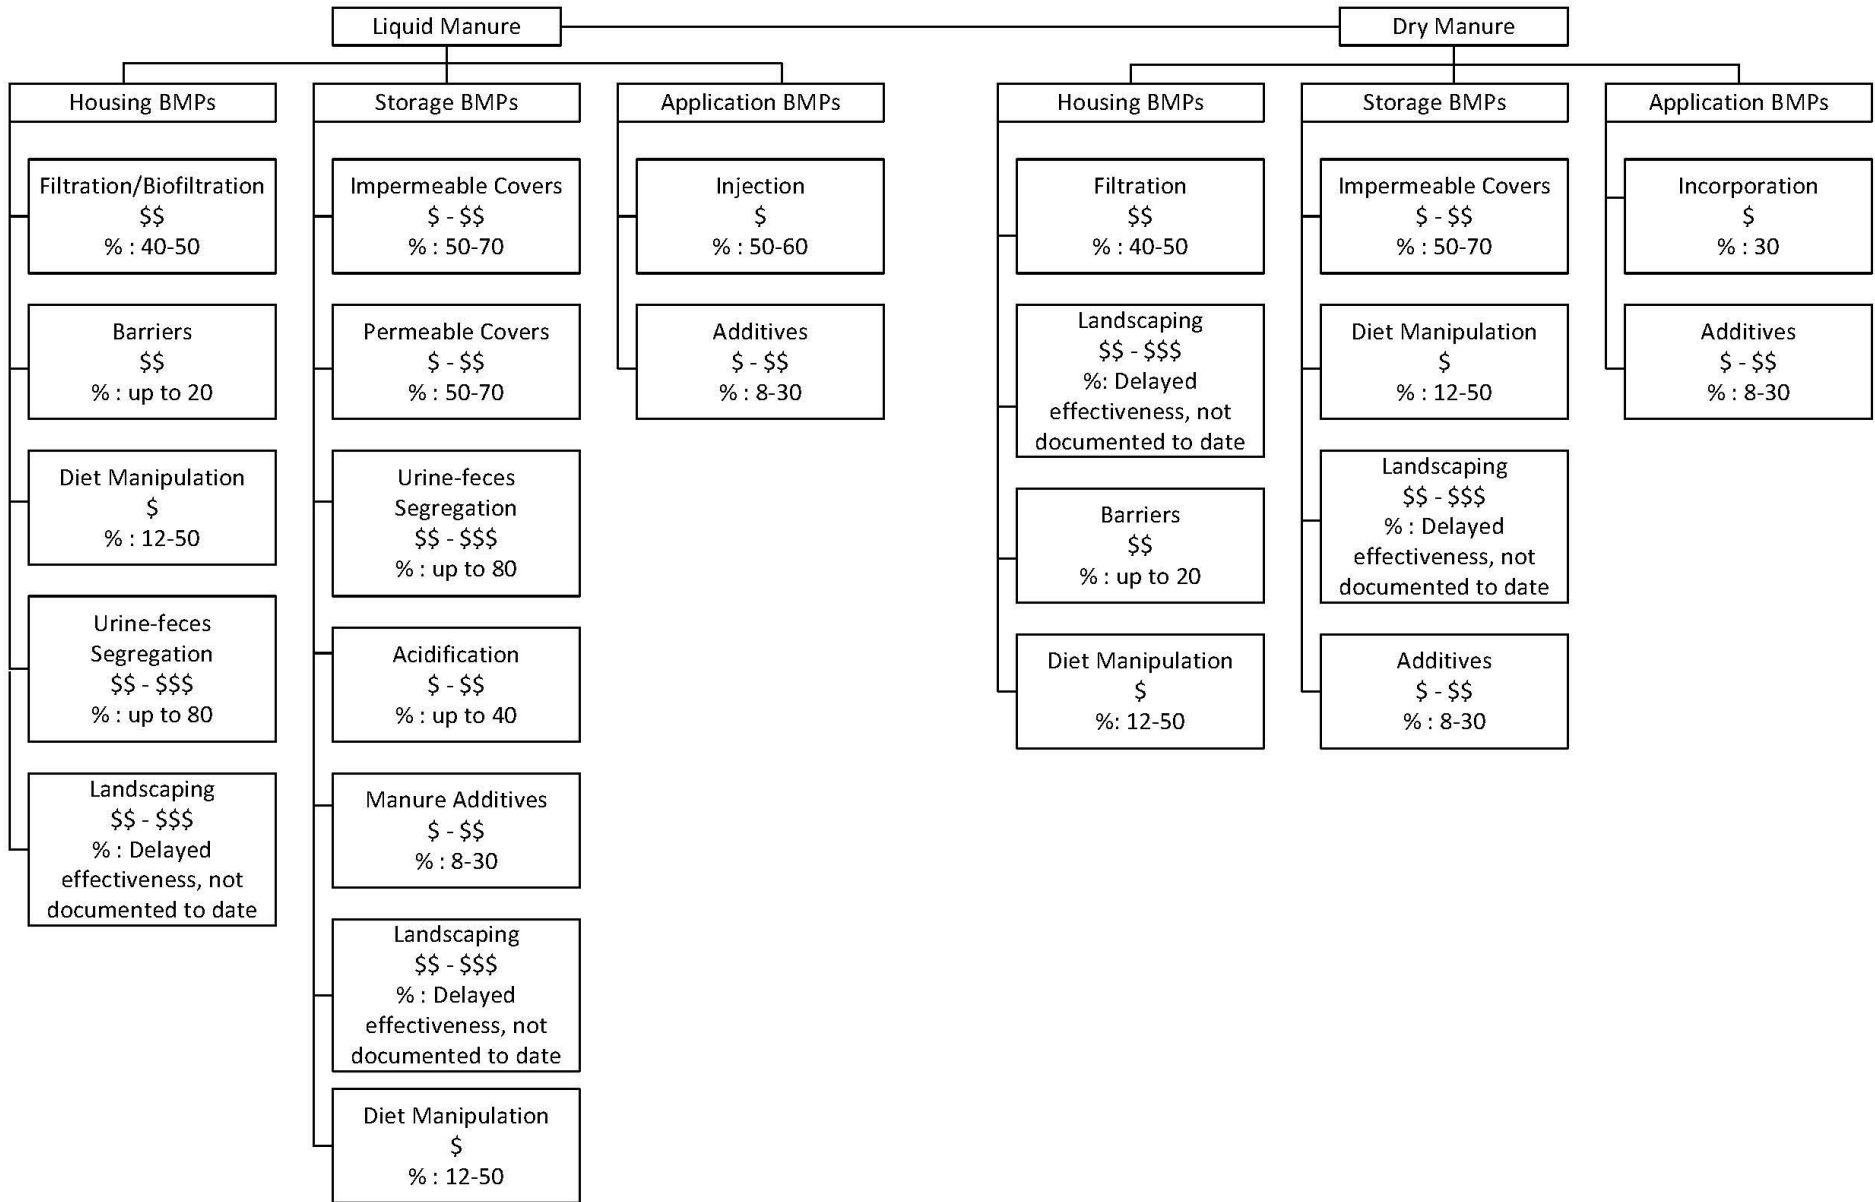 Liquid Manure
Housing BMPs
Filtration/Biofiltration
$$
% : 40-50
Barriers
$$
% : up to 20
Diet Manipulation
$
% : 12-50
Urine-feces
Segregation
$$ - $$$
% : up to 80
Landscaping
$$ - $$$
% : Delayed
effectiveness, not
documented to date
Storage BMPs
Impermeable Covers
$ - $$
% : 50-70
Permeable Covers
$ - $$
% : 50-70
Urine-feces
Segregation
$$ - $$$
% : up to 80
Acidification
$ - $$
% : up to 40
Manure Additives
$ - $$
% : 8-30
Landscaping
$$ - $$$
% : Delayed
effectiveness, not
documented to date
Diet Manipulation
$
% : 12-50
Application BMPs
Injection
$
% : 50-60
Additives
$ - $$
% : 8-30
Dry Manure
Housing BMPs
Filtration
$$
% : 40-50
Landscaping
$$ - $$$
%: Delayed
effectiveness, not
documented to date
Barriers
$$
% : up to 20
Diet Manipulation
$
%: 12-50
Storage BMPs
Impermeable Covers
$ - $$
% : 50-70
Diet Manipulation
$
% : 12-50
Landscaping
$$ - $$$
% : Delayed
effectiveness, not
documented to date
Additives
$ - $$
% : 8-30
Application BMPs
Incorporation
$
% : 30
Additives
$ - $$
% : 8-30